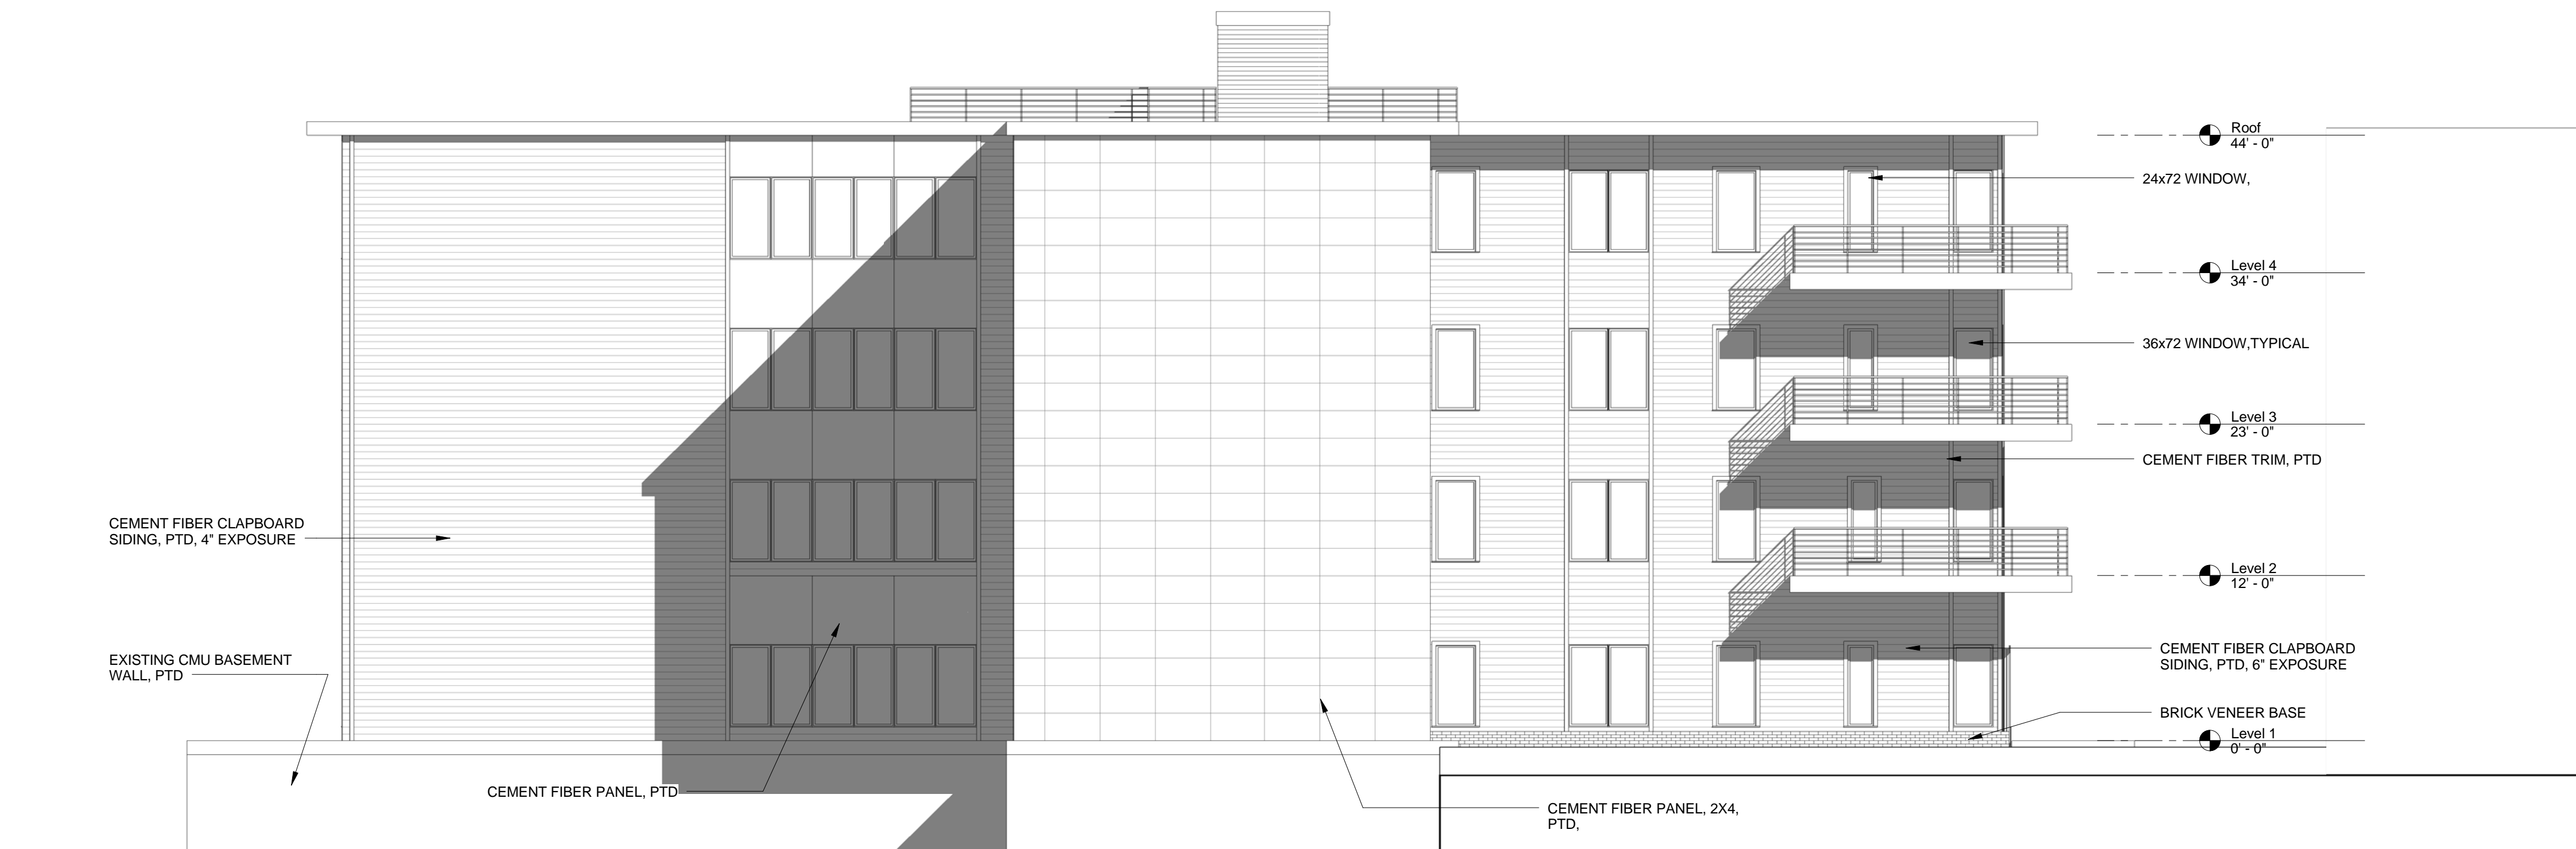 Roof
44' - 0"
24x72 WINDOW,
Level 4
34' - 0"
36x72 WINDOW,TYPICAL
Level 3
23' - 0"
CEMENT FIBER TRIM, PTD
CEMENT FIBER CLAPBOARD
SIDING, PTD, 4" EXPOSURE
Level 2
12' - 0"
EXISTING CMU BASEMENT
WALL, PTD
CEMENT FIBER CLAPBOARD
SIDING, PTD, 6" EXPOSURE
BRICK VENEER BASE
Level 1
0' - 0"
CEMENT FIBER PANEL, PTD
CEMENT FIBER PANEL, 2X4,
PTD,